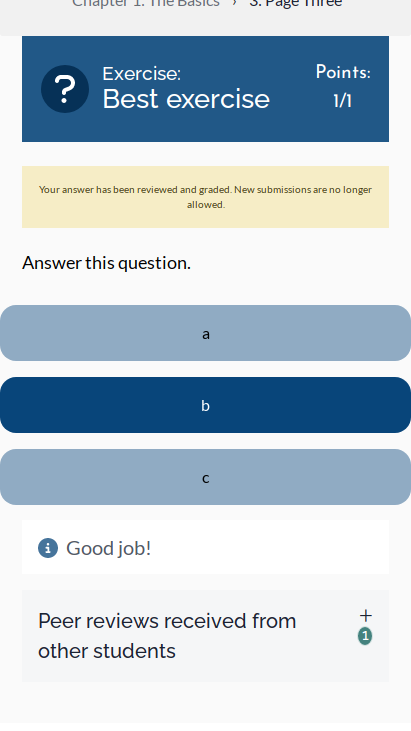 Chapter 1: The Basics › 3. Page Three
Exercise:
Best exercise
Points:
1/1
Your answer has been reviewed and graded. New submissions are no longer
allowed.
Answer this question.
a
b
c
Good job!
Peer reviews received from
other students
+
1